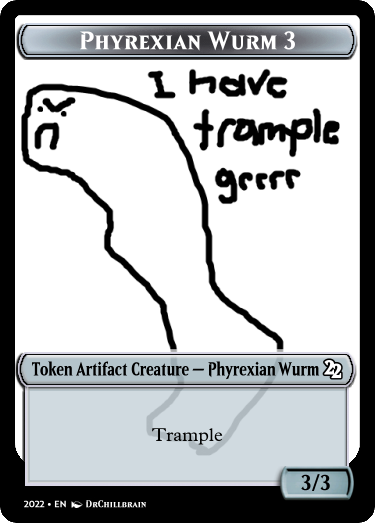 Phyrexian Wurm 3
I have
trample
grrrr
Token Artifact Creature — Phyrexian Wurm
Trample
3/3
2022 • EN DrChillbrain